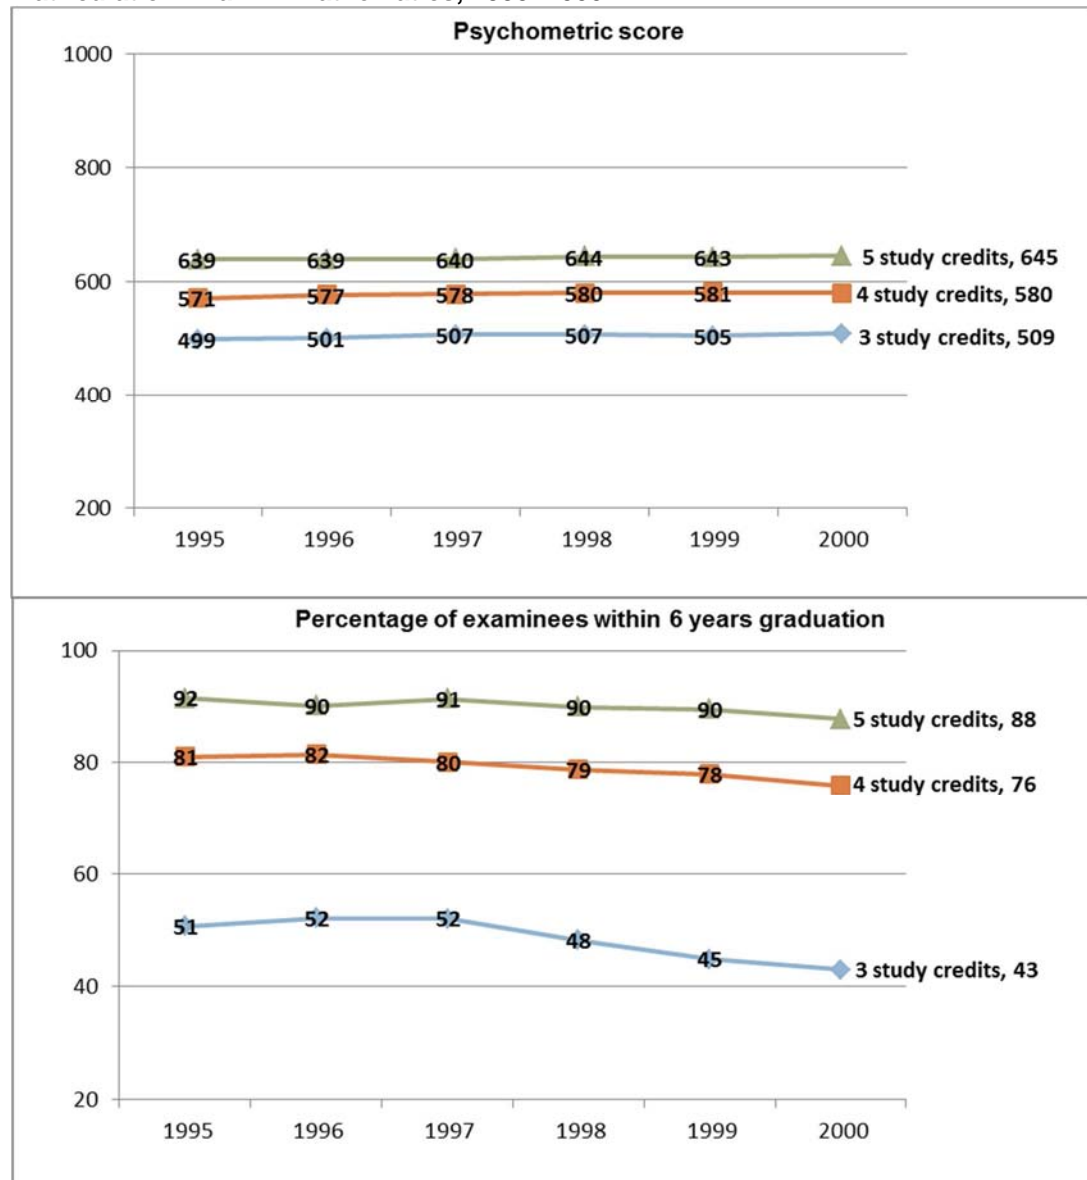 Psychometric score
1000
800
600
400
200
639 639 640 644 643 5 study credits, 645
571 577 578 580 581 4 study credits, 580
499 501 507 507 505 3 study credits, 509
1995 1996 1997 1998 1999 2000
Percentage of examinees within 6 years graduation
100
80
60
40
20
92 90 91 90 90 5 study credits, 88
81 82 80 79 78 4 study credits, 76
51 52 52 48 45 3 study credits, 43
1995 1996 1997 1998 1999 2000